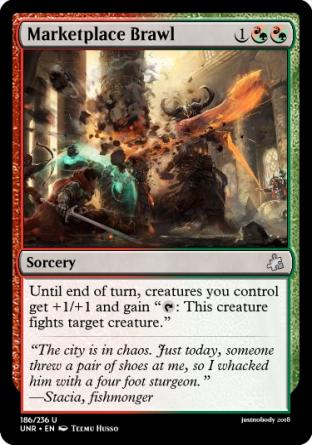 Marketplace Brawl 1
Sorcery
Until end of turn, creatures you control
get +1/+1 and gain “: This creature
fights target creature.”
“The city is in chaos. Just today, someone
threw a pair of shoes at me, so I whacked
him with a four foot sturgeon.”
—Stacia, fishmonger
186/236 U
justnobody 2018
UNR • EN Teemu Husso